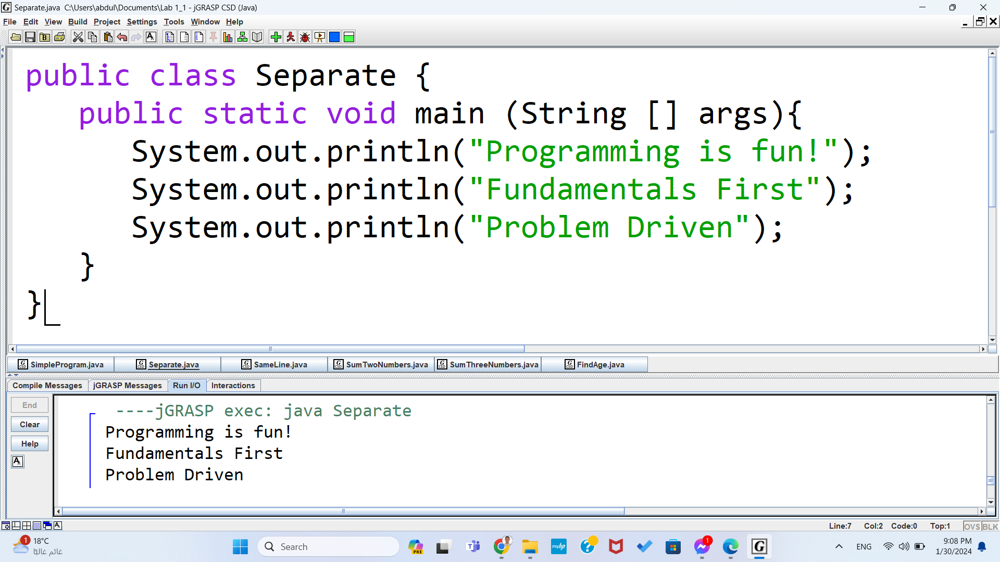 Separate.java  C:\Users\abdul\Documents\Lab 1_1 - jGRASP CSD (Java)
File Edit View Build Project Settings Tools Window Help
public class Separate {
public static void main (String [] args){
System.out.println("Programming is fun!");
System.out.println("Fundamentals First");
System.out.println("Problem Driven");
}
}
SimpleProgram.java Separate.java SameLine.java SumTwoNumbers.java SumThreeNumbers.java FindAge.java
Compile Messages jGRASP Messages Run I/O Interactions
End
Clear
Help
----jGRASP exec: java Separate
Programming is fun!
Fundamentals First
Problem Driven
Line:7 Col:2 Code:0 Top:1 OVS BLK
1 18°C
غائم غالبًا
Search
PRE
myhp
1
ENG
9:08 PM
1/30/2024